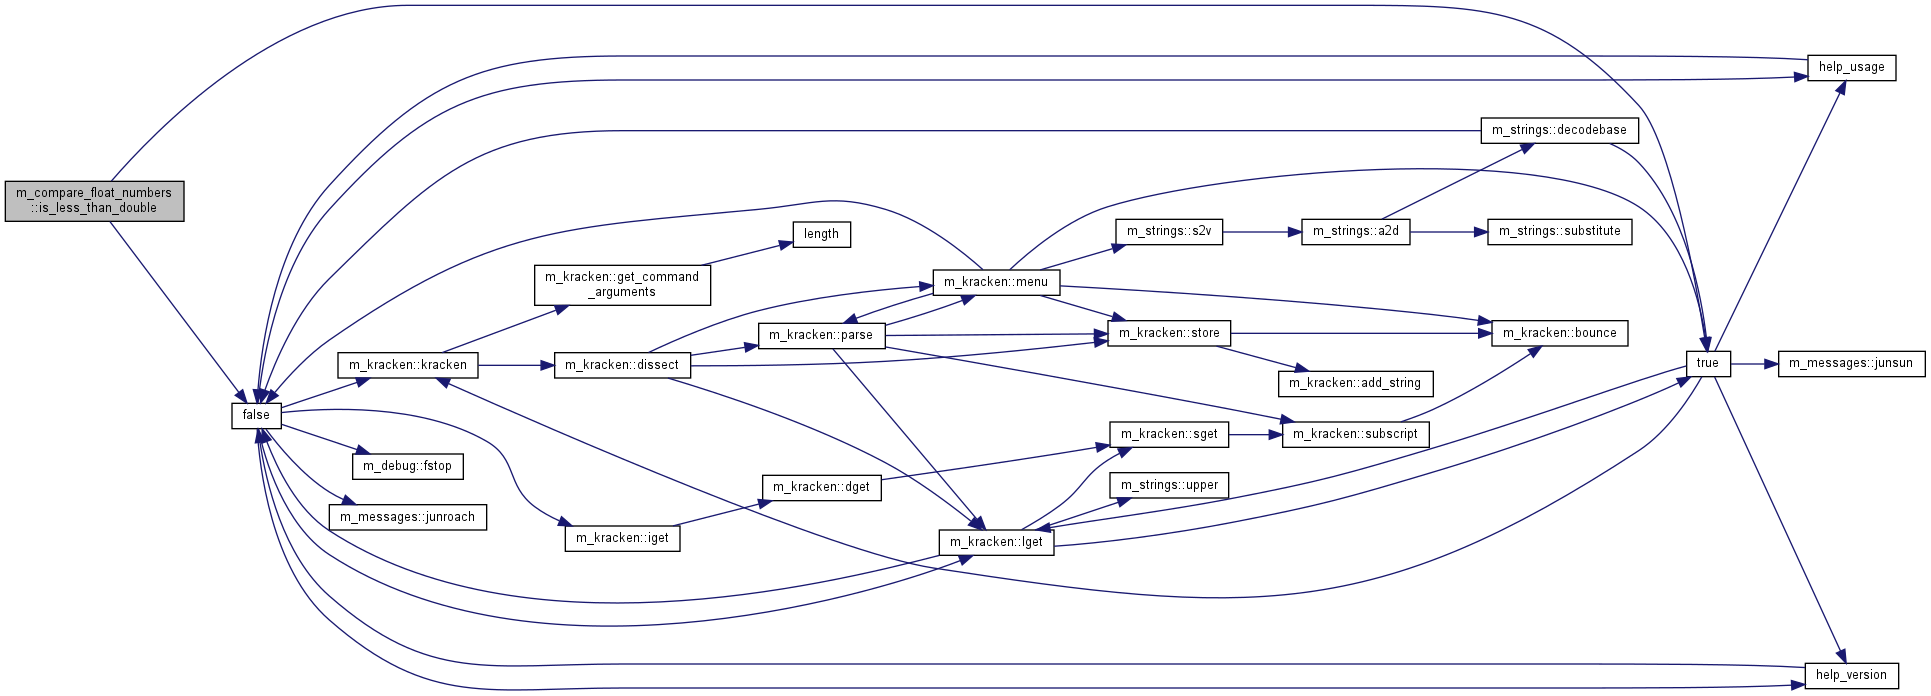 m_compare_float_numbers
::is_less_than_double
false
m_kracken::kracken
m_debug::fstop
m_messages::junroach
m_kracken::get_command
_arguments
m_kracken::dissect
m_kracken::iget
length
m_kracken::parse
m_kracken::dget
m_kracken::menu
m_kracken::lget
m_strings::s2v
m_kracken::store
m_kracken::sget
m_strings::upper
m_strings::a2d
m_kracken::add_string
m_kracken::subscript
m_strings::decodebase
m_strings::substitute
m_kracken::bounce
true
help_usage
m_messages::junsun
help_version